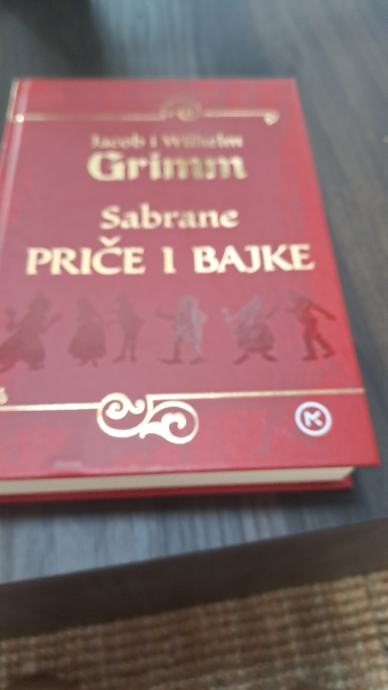 Jacob i Wilhelm
Grimm
Sabrane
PRIČE I BAJKE